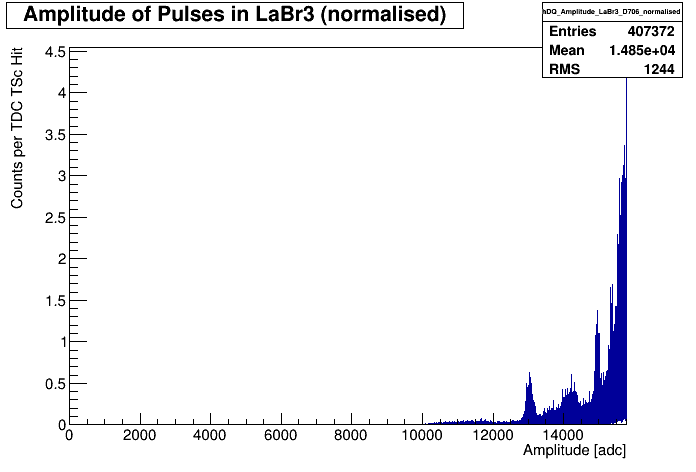 Amplitude of Pulses in LaBr3 (normalised)
hDQ_Amplitude_LaBr3_D706_normalised
Entries 407372
Mean 1.485e+04
RMS 1244
Counts per TDC TSc Hit
4.5
4
3.5
3
2.5
2
1.5
1
0.5
0
0 2000 4000 6000 8000 10000 12000 14000
Amplitude [adc]